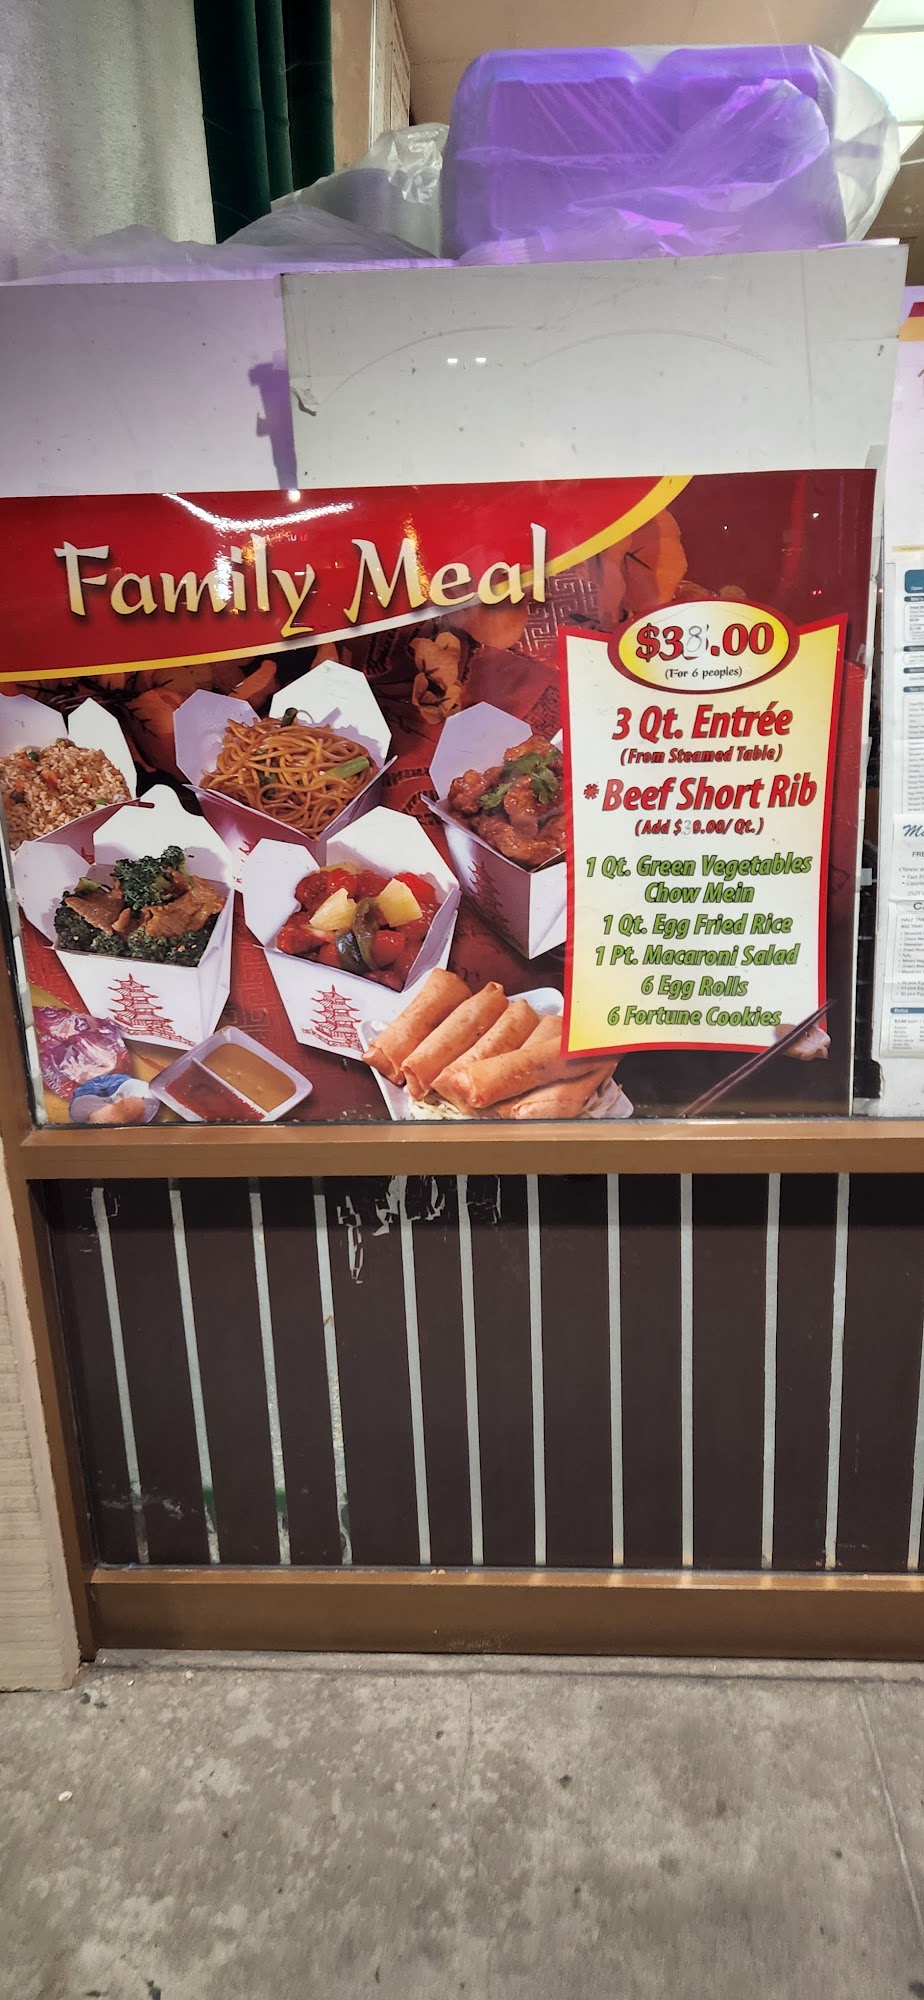 Family Meal
$38.00
(For 6 peoples)
3 Qt. Entrée
(From Steamed Table)
* Beef Short Rib
(Add $30.00/Qt.)
1 Qt. Green Vegetables
Chow Mein
1 Qt. Egg Fried Rice
1 Pt. Macaroni Salad
6 Egg Rolls
6 Fortune Cookies